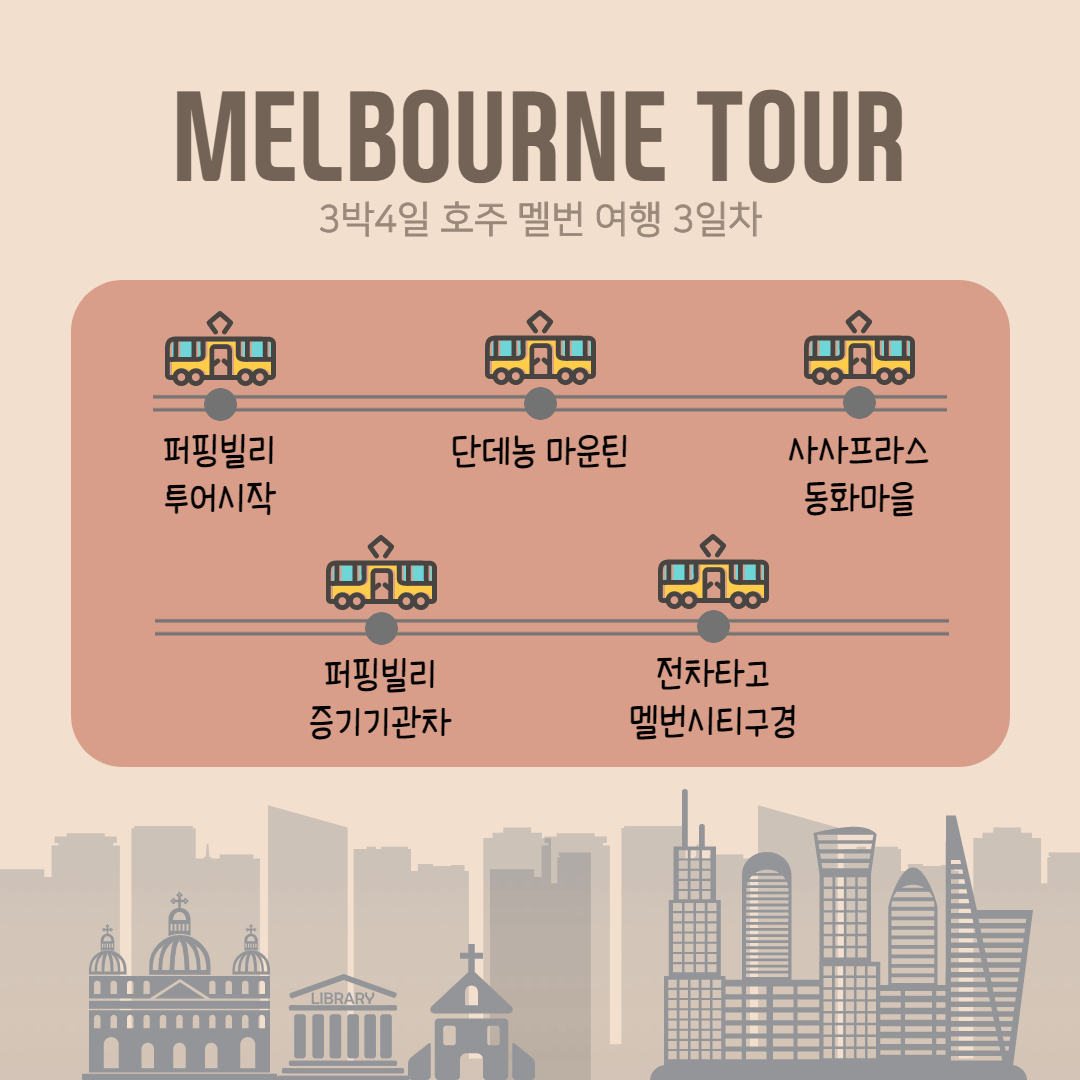 MELBOURNE TOUR
3박4일 호주 멜번 여행 3일차
퍼핑빌리
투어시작
단데농 마운틴
사사프라스
동화마을
퍼핑빌리
증기기관차
전차타고
멜번시티구경
LIBRARY